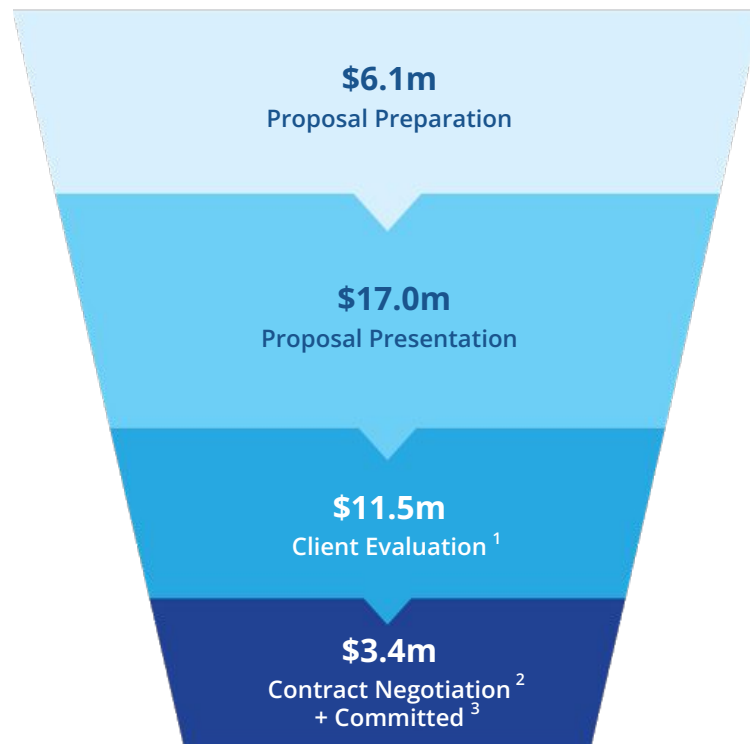 $6.1m
Proposal Preparation
$17.0m
Proposal Presentation
$11.5m
Client Evaluation ¹
$3.4m
Contract Negotiation ²
+ Committed ³